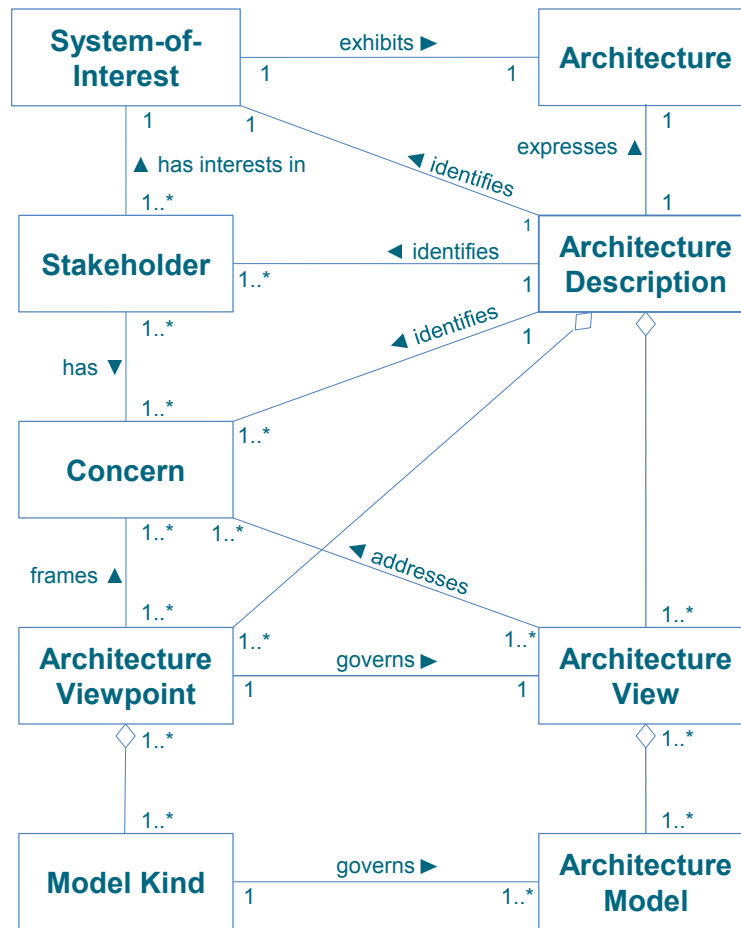 System-of-
Interest
exhibits ►
Architecture
1
1
1
1
1
expresses ▲
▲ has interests in
◄ identifies
1..*
1
1
Stakeholder
◄ identifies
Architecture
Description
1..*
1
1..*
◄ identifies
1
has ▼
1..*
1..*
Concern
1..*
1..*
◄ addresses
frames ▲
1..*
1..*
1..*
1..*
Architecture
Viewpoint
governs ►
Architecture
View
1
1
1..*
1..*
1..*
1..*
Model Kind
governs ►
Architecture
Model
1
1..*